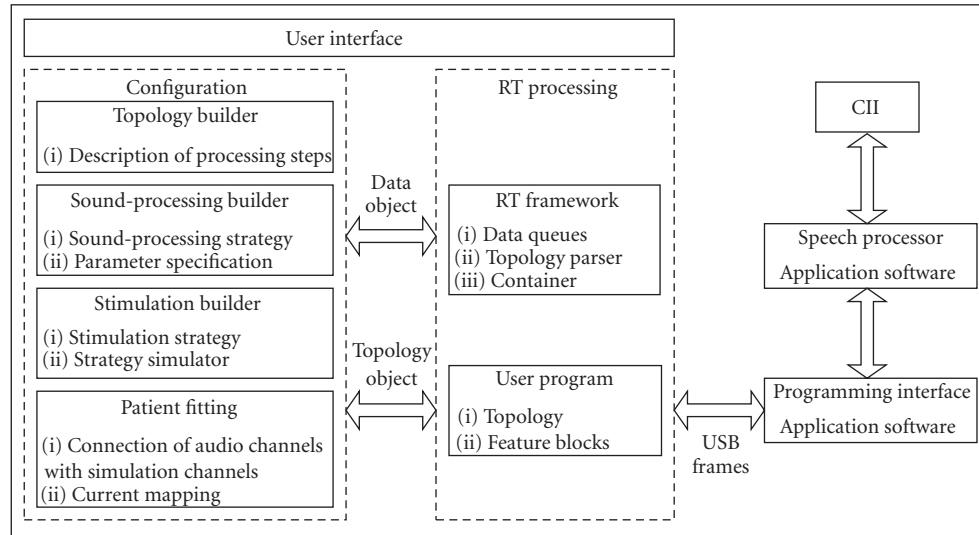 User interface
Configuration
Topology builder
(i) Description of processing steps
Sound-processing builder
(i) Sound-processing strategy
(ii) Parameter specification
Stimulation builder
(i) Stimulation strategy
(ii) Strategy simulator
Patient fitting
(i) Connection of audio channels
with simulation channels
(ii) Current mapping
Data
object
Topology
object
RT processing
RT framework
(i) Data queues
(ii) Topology parser
(iii) Container
User program
(i) Topology
(ii) Feature blocks
USB
frames
CII
Speech processor
Application software
Programming interface
Application software